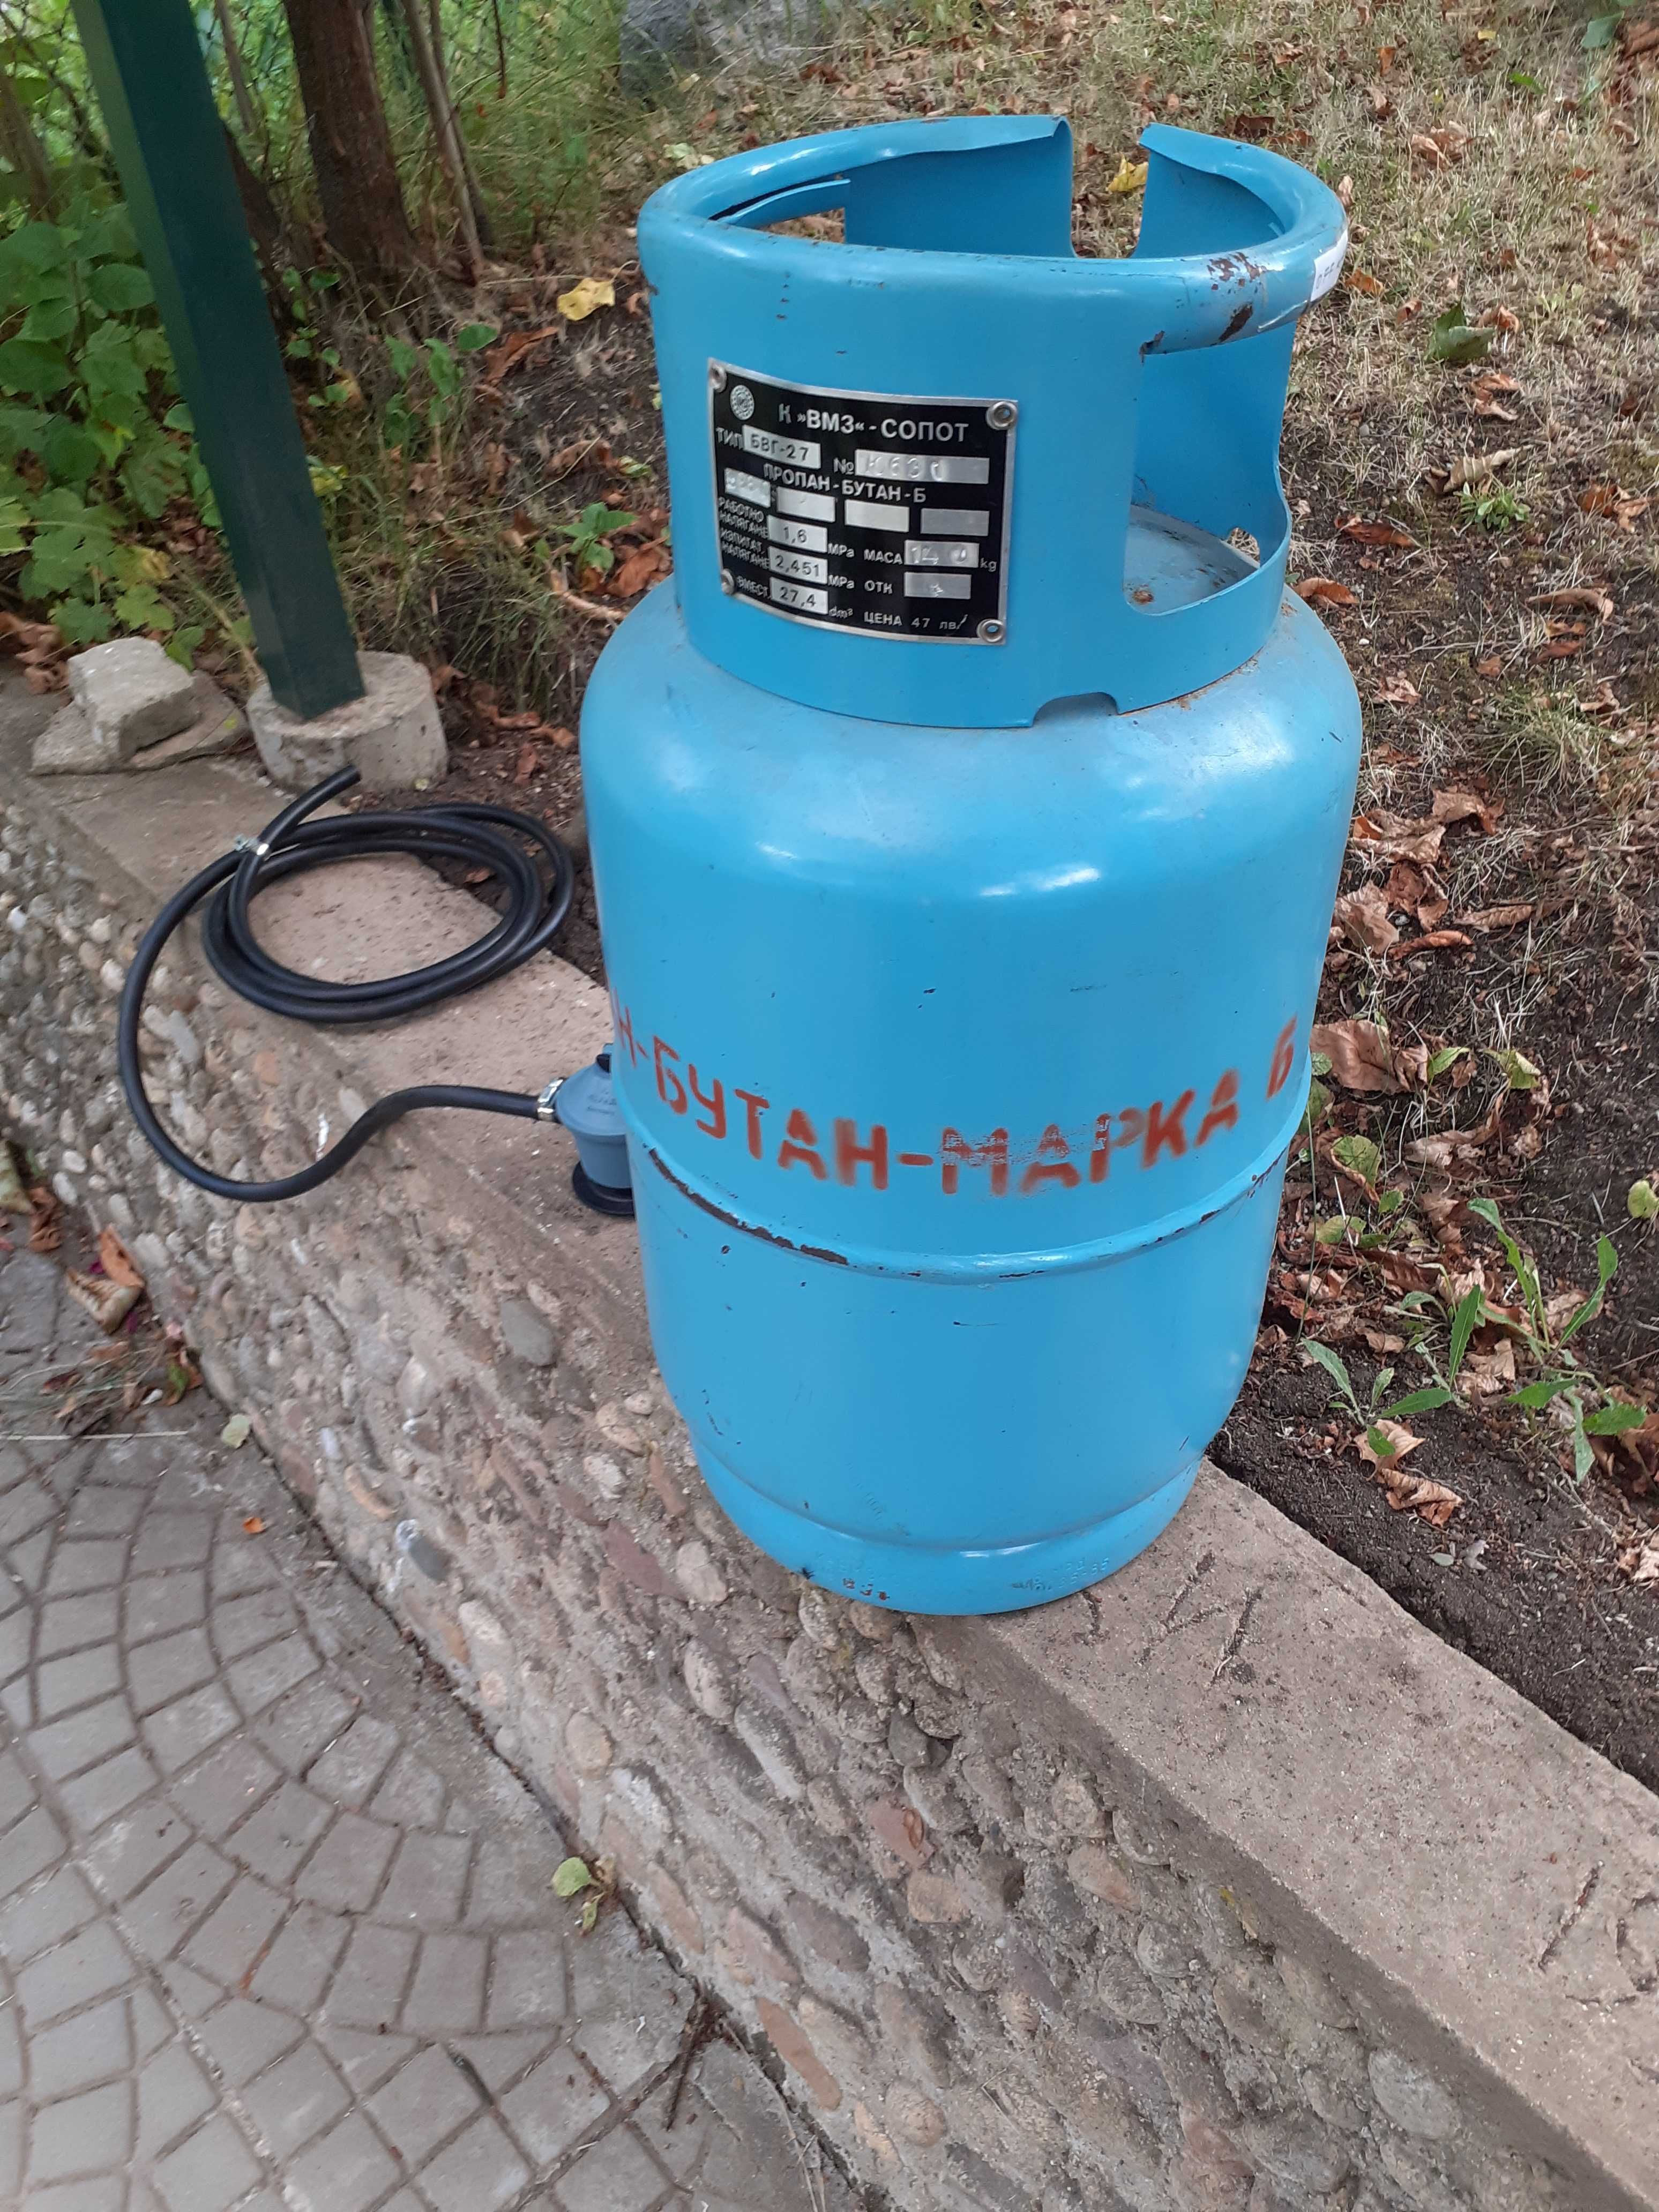 К »ВМЗ« - СОПОТ
ТИП БВГ-27 №
ПРОПАН-БУТАН-Б
РАБОТНО НАЛЯГАНЕ 1,6 MPa МАСА kg
ИЗПИТАТ. НАЛЯГАНЕ 2,451 MPa ОТК
ВМЕСТ. 27,4 dm³ ЦЕНА 47 лв/
Н-БУТАН-МАРКА Б